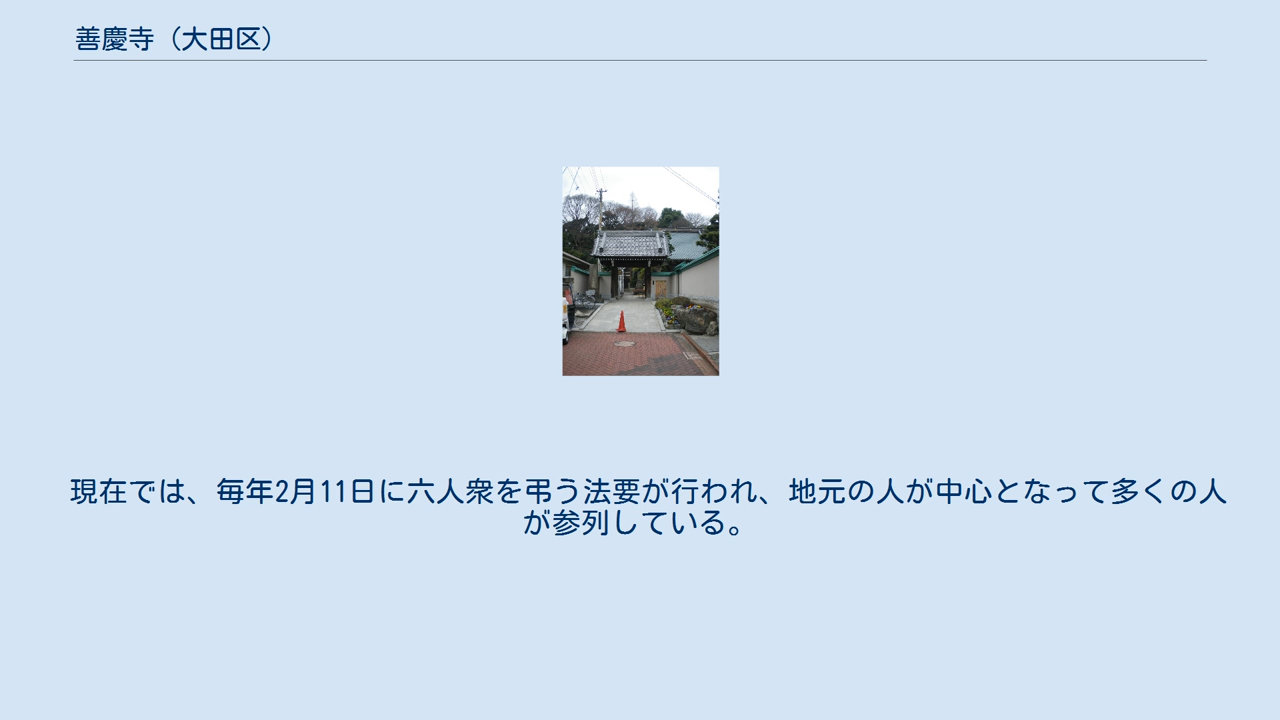 善慶寺（大田区）
現在では、毎年2月11日に六人衆を弔う法要が行われ、地元の人が中心となって多くの人
が参列している。